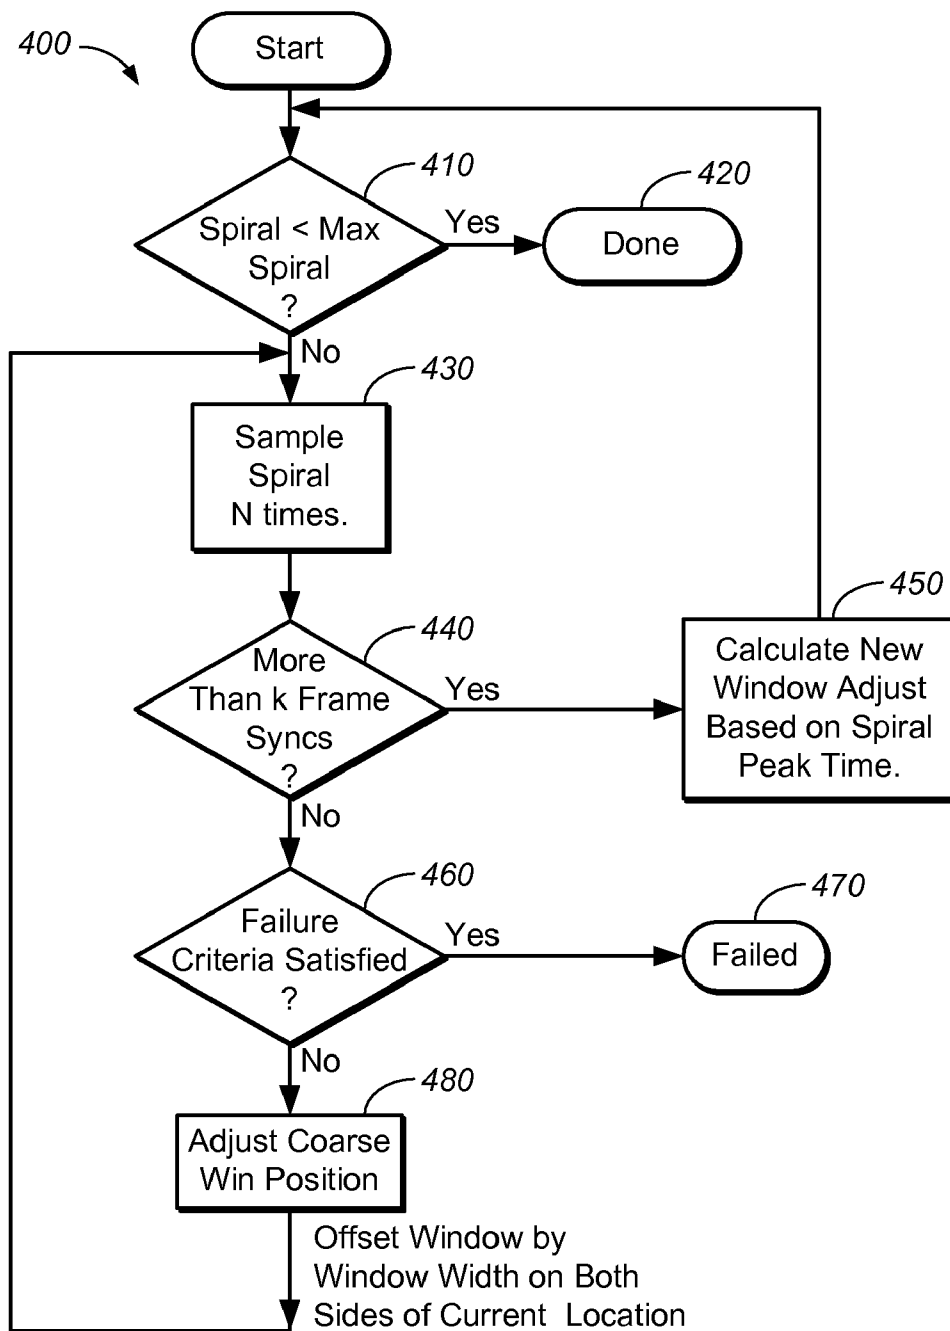 400
Start
410
Spiral < Max
Spiral
?
Yes
420
Done
No
430
Sample
Spiral
N times.
440
More
Than k Frame
Syncs
?
Yes
450
Calculate New
Window Adjust
Based on Spiral
Peak Time.
No
460
Failure
Criteria Satisfied
?
Yes
470
Failed
No
480
Adjust Coarse
Win Position
Offset Window by
Window Width on Both
Sides of Current Location